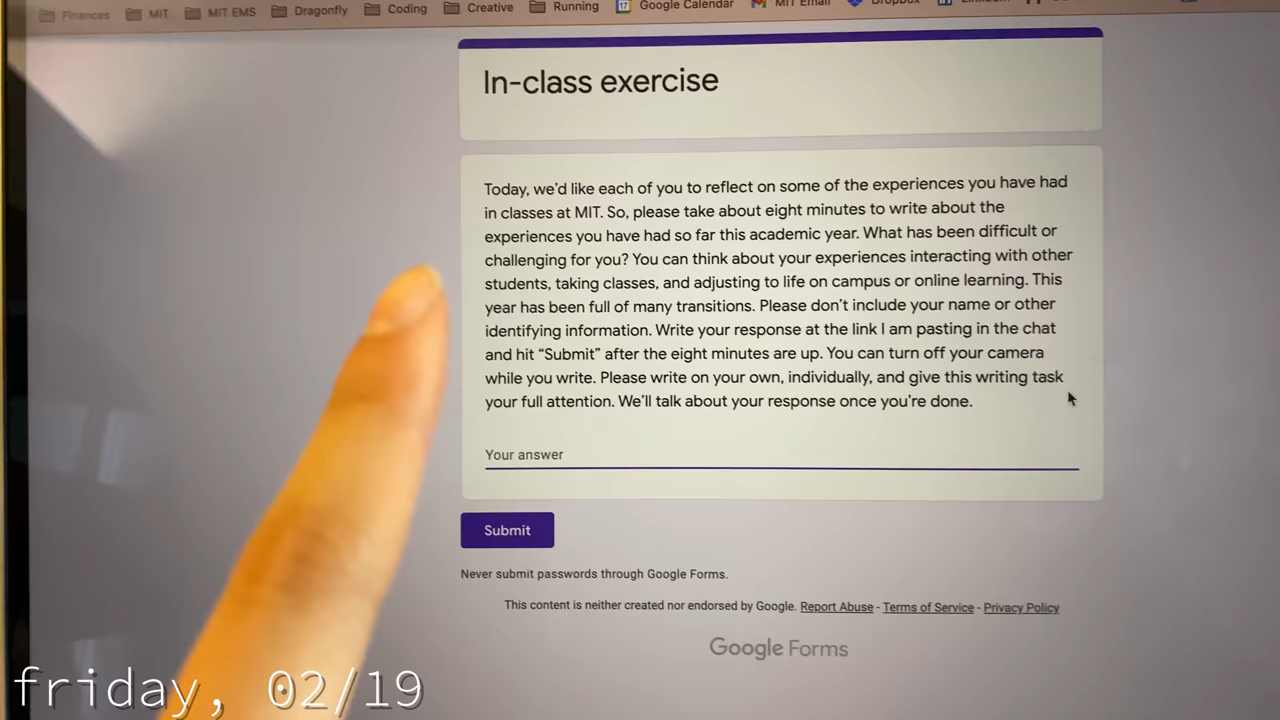 Finances MIT MIT EMS Dragonfly Coding Creative Running 17 Google Calendar MIT Email Dropbox
In-class exercise
Today, we'd like each of you to reflect on some of the experiences you have had
in classes at MIT. So, please take about eight minutes to write about the
experiences you have had so far this academic year. What has been difficult or
challenging for you? You can think about your experiences interacting with other
students, taking classes, and adjusting to life on campus or online learning. This
year has been full of many transitions. Please don't include your name or other
identifying information. Write your response at the link I am pasting in the chat
and hit “Submit” after the eight minutes are up. You can turn off your camera
while you write. Please write on your own, individually, and give this writing task
your full attention. We'll talk about your response once you're done.
Your answer
Submit
Never submit passwords through Google Forms.
This content is neither created nor endorsed by Google. Report Abuse - Terms of Service - Privacy Policy
Google Forms
friday, 02/19